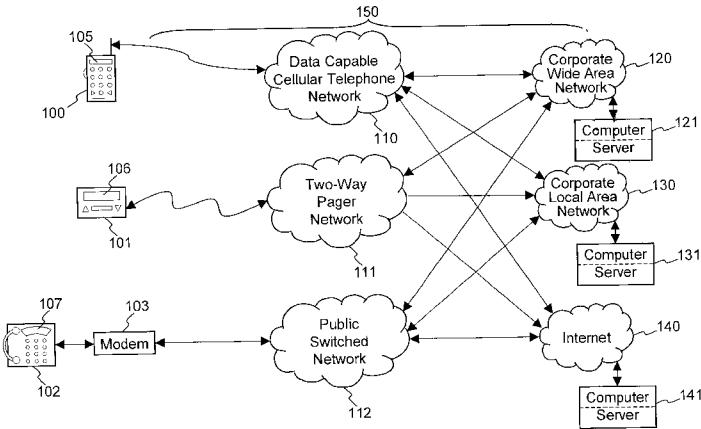 150
105
100
Data Capable
Cellular Telephone
Network
110
Corporate
Wide Area
Network
120
Computer
Server
121
106
101
Two-Way
Pager
Network
111
Corporate
Local Area
Network
130
Computer
Server
131
107
102
103
Modem
Public
Switched
Network
112
Internet
140
Computer
Server
141